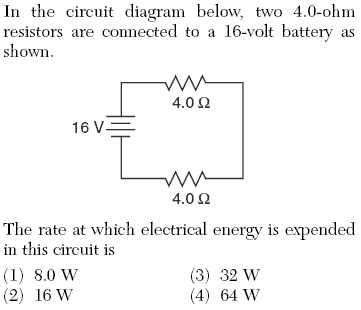 In the circuit diagram below, two 4.0-ohm
resistors are connected to a 16-volt battery as
shown.
4.0 Ω
16 V
4.0 Ω
The rate at which electrical energy is expended
in this circuit is
(1) 8.0 W (3) 32 W
(2) 16 W (4) 64 W